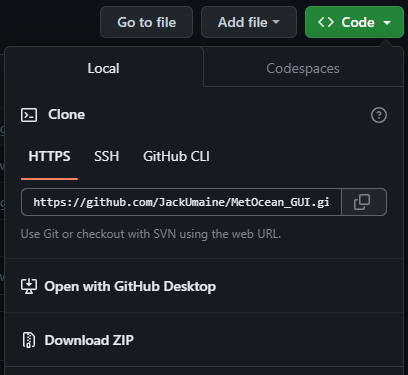 Go to file Add file <> Code
Local Codespaces
Clone
HTTPS SSH GitHub CLI
https://github.com/JackUmaine/MetOcean_GUI.gi
Use Git or checkout with SVN using the web URL.
Open with GitHub Desktop
Download ZIP